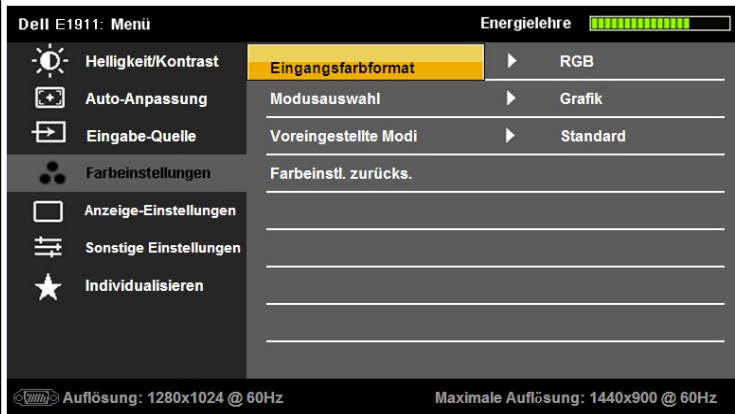 Dell E1911: Menü Energielehre
Helligkeit/Kontrast Eingangsfarbformat RGB
Auto-Anpassung Modusauswahl Grafik
Eingabe-Quelle Voreingestellte Modi Standard
Farbeinstellungen Farbeinstl. zurücks.
Anzeige-Einstellungen
Sonstige Einstellungen
Individualisieren
Auflösung: 1280x1024 @ 60Hz Maximale Auflösung: 1440x900 @ 60Hz